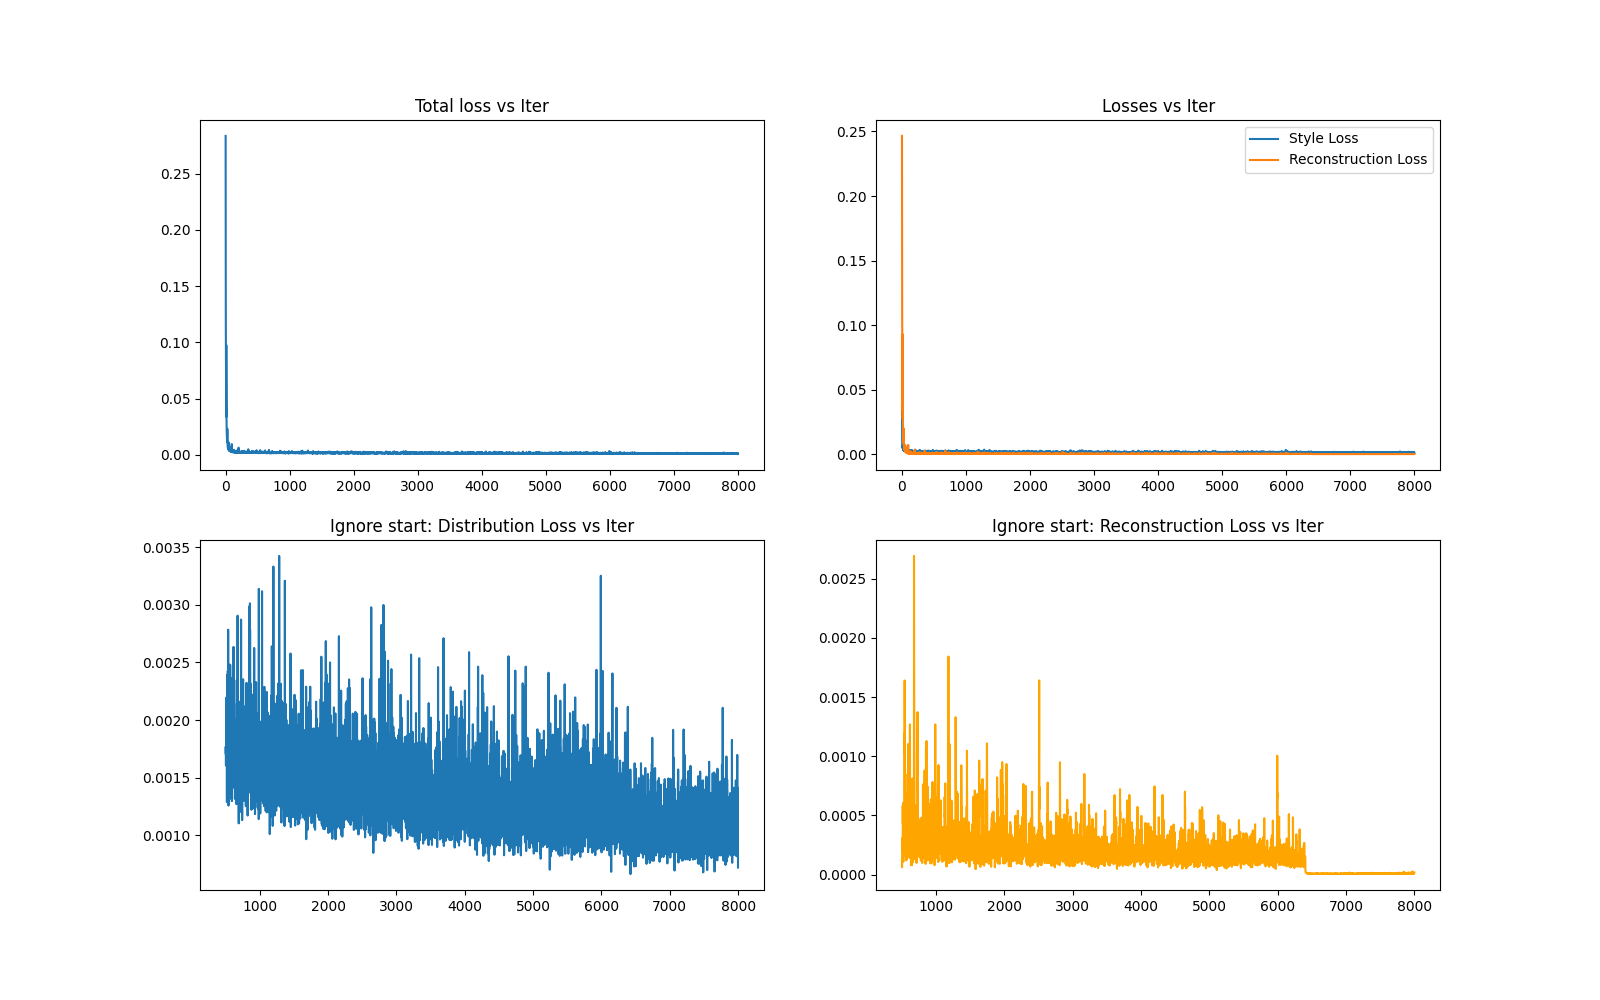 Total loss vs Iter
0.25
0.20
0.15
0.10
0.05
0.00
0 1000 2000 3000 4000 5000 6000 7000 8000
Losses vs Iter
Style Loss
Reconstruction Loss
0.25
0.20
0.15
0.10
0.05
0.00
0 1000 2000 3000 4000 5000 6000 7000 8000
Ignore start: Distribution Loss vs Iter
0.0035
0.0030
0.0025
0.0020
0.0015
0.0010
1000 2000 3000 4000 5000 6000 7000 8000
Ignore start: Reconstruction Loss vs Iter
0.0025
0.0020
0.0015
0.0010
0.0005
0.0000
1000 2000 3000 4000 5000 6000 7000 8000